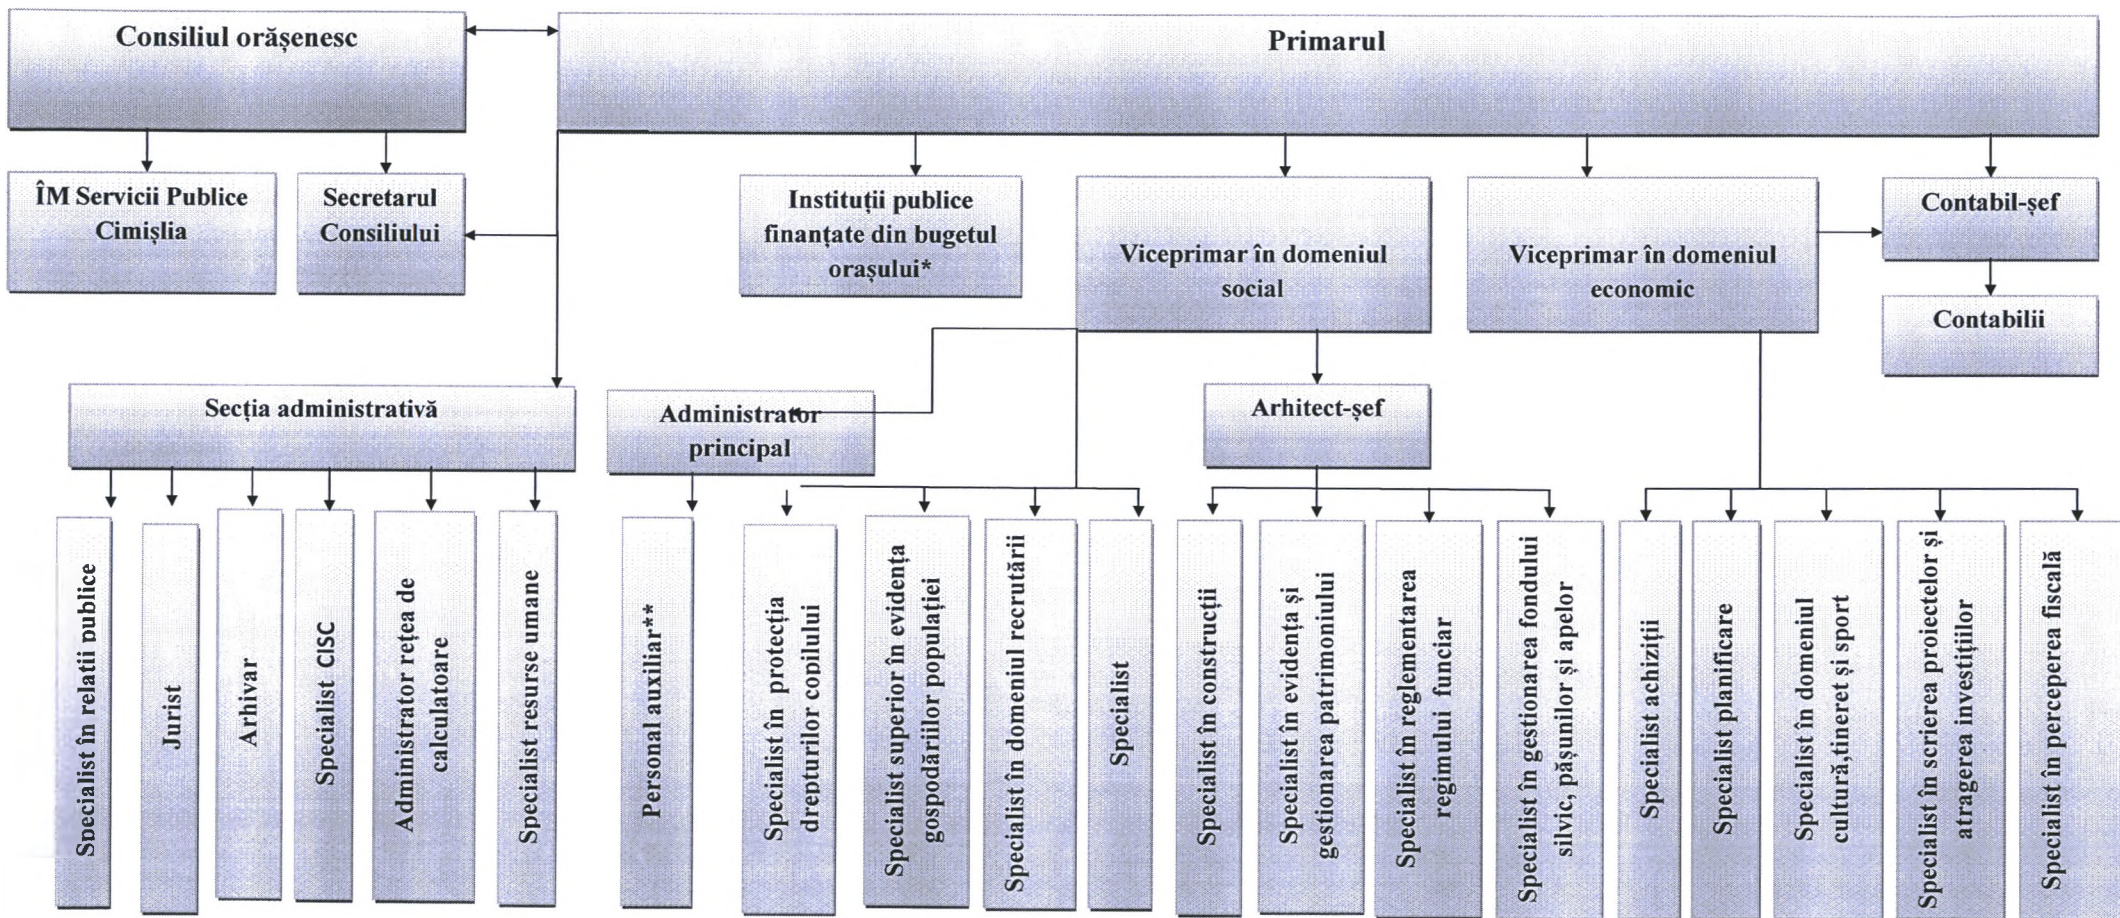 Consiliul orășenesc
Primarul
ÎM Servicii Publice
Cimișlia
Secretarul
Consiliului
Instituții publice
finanțate din bugetul
orașului*
Viceprimar în domeniul
social
Viceprimar în domeniul
economic
Contabil-șef
Contabilii
Secția administrativă
Administrator
principal
Arhitect-șef
Specialist în relatii publice
Jurist
Arhivar
Specialist CISC
Administrator rețea de
calculatoare
Specialist resurse umane
Personal auxiliar**
Specialist în protecția
drepturilor copilului
Specialist superior în evidența
gospodăriilor populației
Specialist în domeniul recrutării
Specialist
Specialist în construcții
Specialist în evidența și
gestionarea patrimoniului
Specialist în reglementarea
regimului funciar
Specialist în gestionarea fondului
silvic, pășunilor și apelor
Specialist achiziții
Specialist planificare
Specialist în domeniul
cultură,tineret și sport
Specialist în scrierea poiectelor și
atragerea investițiilor
Specialist în perceperea fiscală